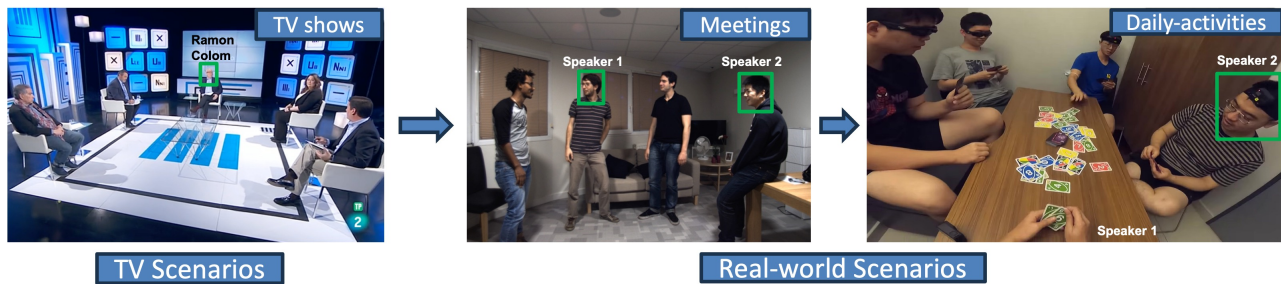 TV shows
Ramon
Colom
2
Meetings
Speaker 1
Speaker 2
Daily-activities
Speaker 2
Speaker 1
TV Scenarios
Real-world Scenarios